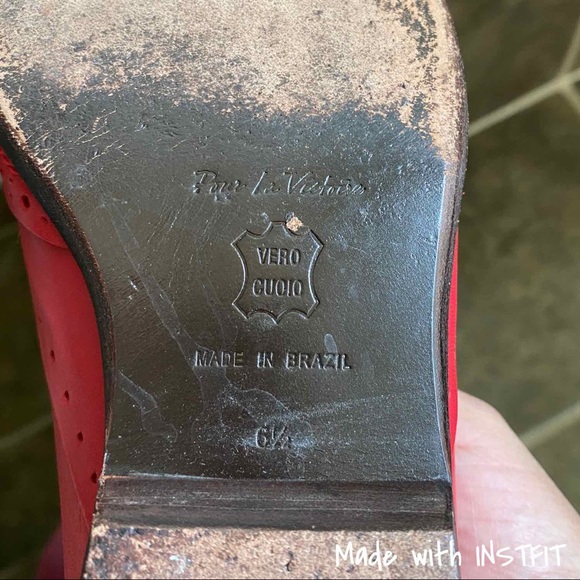 Pour La Victoire
VERO
CUOIO
MADE IN BRAZIL
6½
Made with INSTFIT